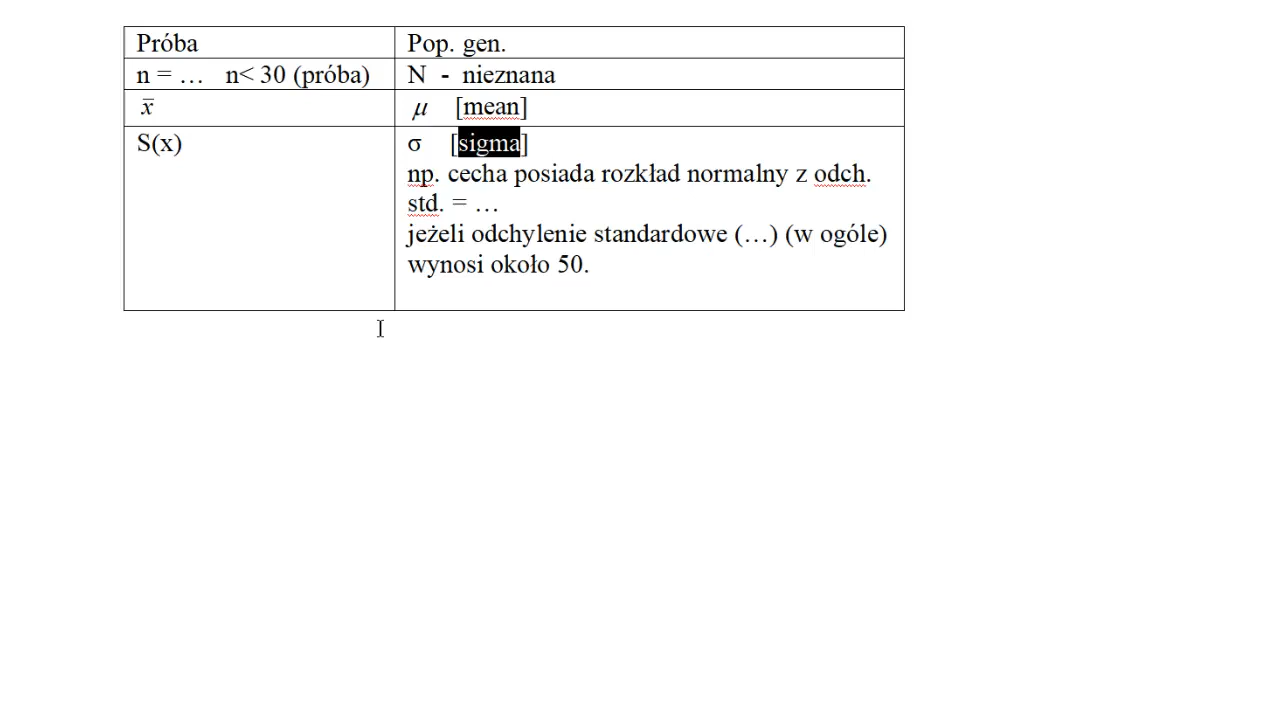 Próba Pop. gen.
n = … n< 30 (próba) N - nieznana
x̄ μ [mean]
S(x) σ [sigma]
np. cecha posiada rozkład normalny z odch.
std. = …
jeżeli odchylenie standardowe (…) (w ogóle)
wynosi około 50.